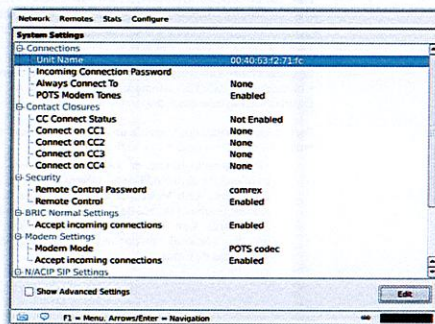 Network Remotes Stats Configure
System Settings
Connections
Unit Name 00:40:63:f2:71:fc
Incoming Connection Password
Always Connect To None
POTS Modem Tones Enabled
Contact Closures
CC Connect Status Not Enabled
Connect on CC1 None
Connect on CC2 None
Connect on CC3 None
Connect on CC4 None
Security
Remote Control Password comrex
Remote Control Enabled
BRIC Normal Settings
Accept incoming connections Enabled
Modem Settings
Modem Mode POTS codec
Accept incoming connections Enabled
N/ACIP SIP Settings
Show Advanced Settings Edit
F1 = Menu, Arrows/Enter = Navigation